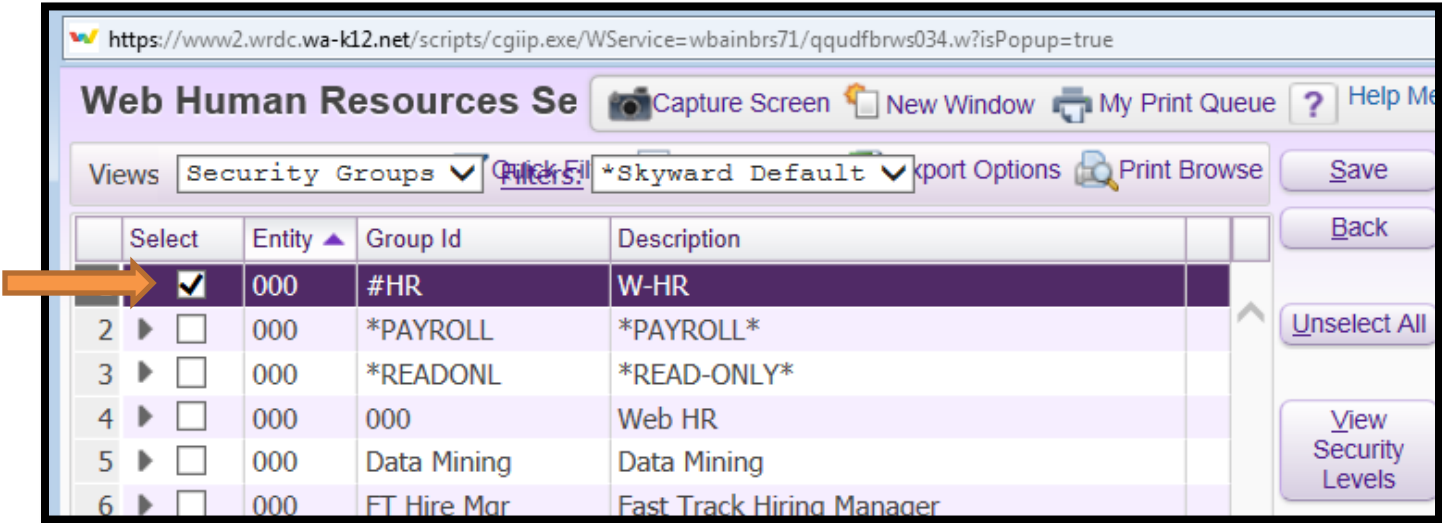 https://www2.wrdc.wa-k12.net/scripts/cgiip.exe/WService=wbainbrs71/qqudfbrws034.w?isPopup=true
Web Human Resources Se Capture Screen New Window My Print Queue ? Help Me
Views Security Groups Filters: *Skyward Default xport Options Print Browse Save
Select Entity Group Id Description Back
000 #HR W-HR
2 000 *PAYROLL *PAYROLL* Unselect All
3 000 *READONL *READ-ONLY*
4 000 000 Web HR View
5 000 Data Mining Data Mining Security
Levels
6 000 FT Hire Mgr Fast Track Hiring Manager